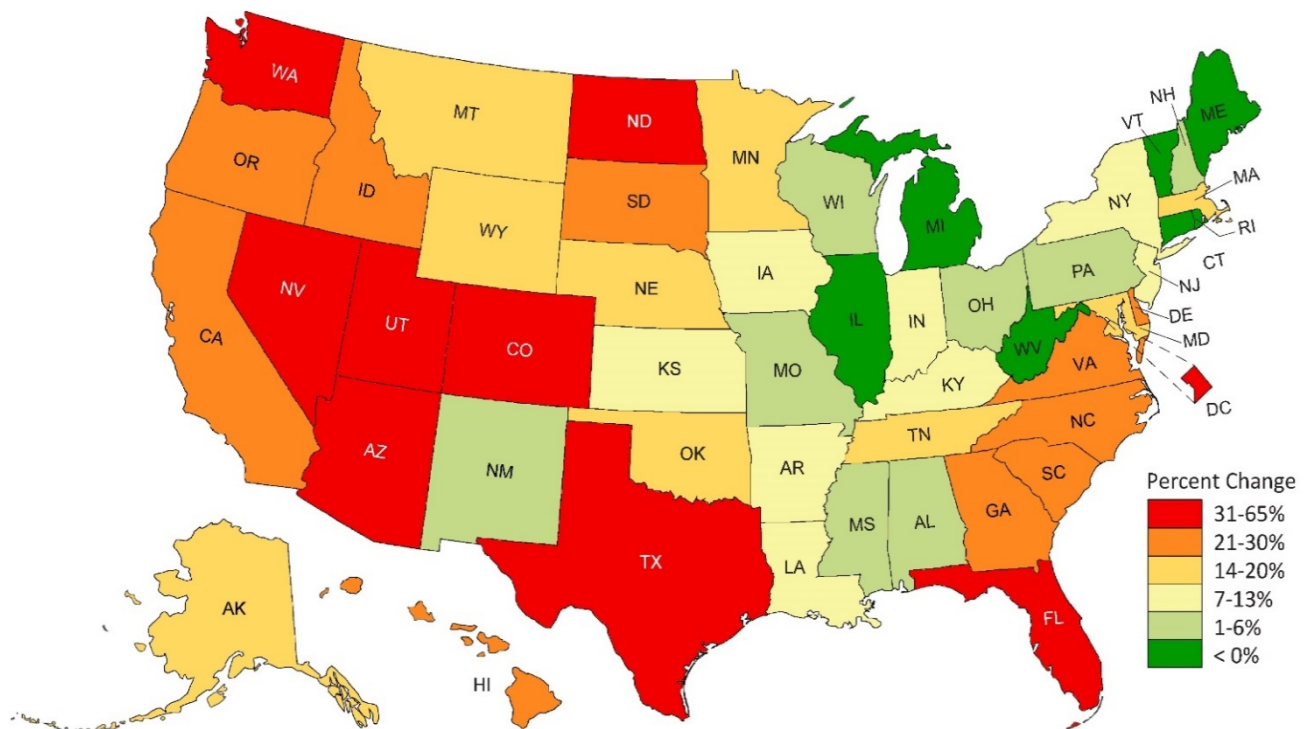 WA
MT
ND
MN
OR
ID
SD
WY
WI
MI
NY
VT
NH
ME
MA
RI
CT
NJ
DE
MD
DC
PA
IA
NE
NV
UT
CO
CA
KS
MO
IL
IN
OH
WV
VA
KY
NC
TN
SC
AZ
NM
OK
AR
MS
AL
GA
TX
LA
FL
AK
HI
Percent Change
31-65%
21-30%
14-20%
7-13%
1-6%
< 0%